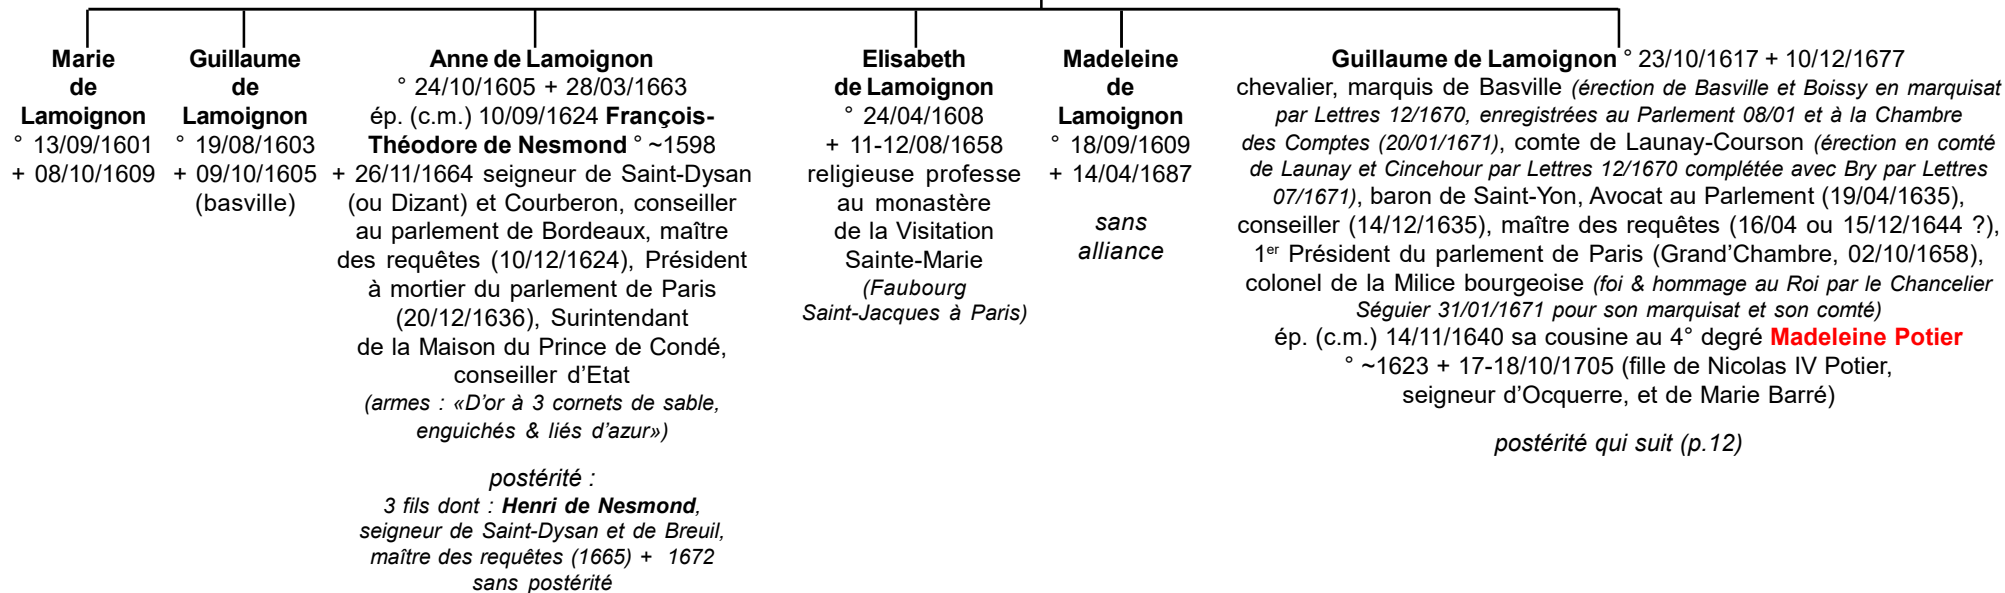 Marie
de
Lamoignon
° 13/09/1601
+ 08/10/1609
Guillaume
de
Lamoignon
° 19/08/1603
+ 09/10/1605
(basville)
Anne de Lamoignon
° 24/10/1605 + 28/03/1663
ép. (c.m.) 10/09/1624 François-
Théodore de Nesmond ° ~1598
+ 26/11/1664 seigneur de Saint-Dysan
(ou Dizant) et Courberon, conseiller
au parlement de Bordeaux, maître
des requêtes (10/12/1624), Président
à mortier du parlement de Paris
(20/12/1636), Surintendant
de la Maison du Prince de Condé,
conseiller d'Etat
(armes : «D'or à 3 cornets de sable,
enguichés & liés d'azur»)
postérité :
3 fils dont : Henri de Nesmond,
seigneur de Saint-Dysan et de Breuil,
maître des requêtes (1665) + 1672
sans postérité
Elisabeth
de Lamoignon
° 24/04/1608
+ 11-12/08/1658
religieuse professe
au monastère
de la Visitation
Sainte-Marie
(Faubourg
Saint-Jacques à Paris)
Madeleine
de
Lamoignon
° 18/09/1609
+ 14/04/1687
sans
alliance
Guillaume de Lamoignon ° 23/10/1617 + 10/12/1677
chevalier, marquis de Basville (érection de Basville et Boissy en marquisat
par Lettres 12/1670, enregistrées au Parlement 08/01 et à la Chambre
des Comptes (20/01/1671), comte de Launay-Courson (érection en comté
de Launay et Cincehour par Lettres 12/1670 complétée avec Bry par Lettres
07/1671), baron de Saint-Yon, Avocat au Parlement (19/04/1635),
conseiller (14/12/1635), maître des requêtes (16/04 ou 15/12/1644 ?),
1er Président du parlement de Paris (Grand'Chambre, 02/10/1658),
colonel de la Milice bourgeoise (foi & hommage au Roi par le Chancelier
Séguier 31/01/1671 pour son marquisat et son comté)
ép. (c.m.) 14/11/1640 sa cousine au 4° degré Madeleine Potier
° ~1623 + 17-18/10/1705 (fille de Nicolas IV Potier,
seigneur d'Ocquerre, et de Marie Barré)
postérité qui suit (p.12)